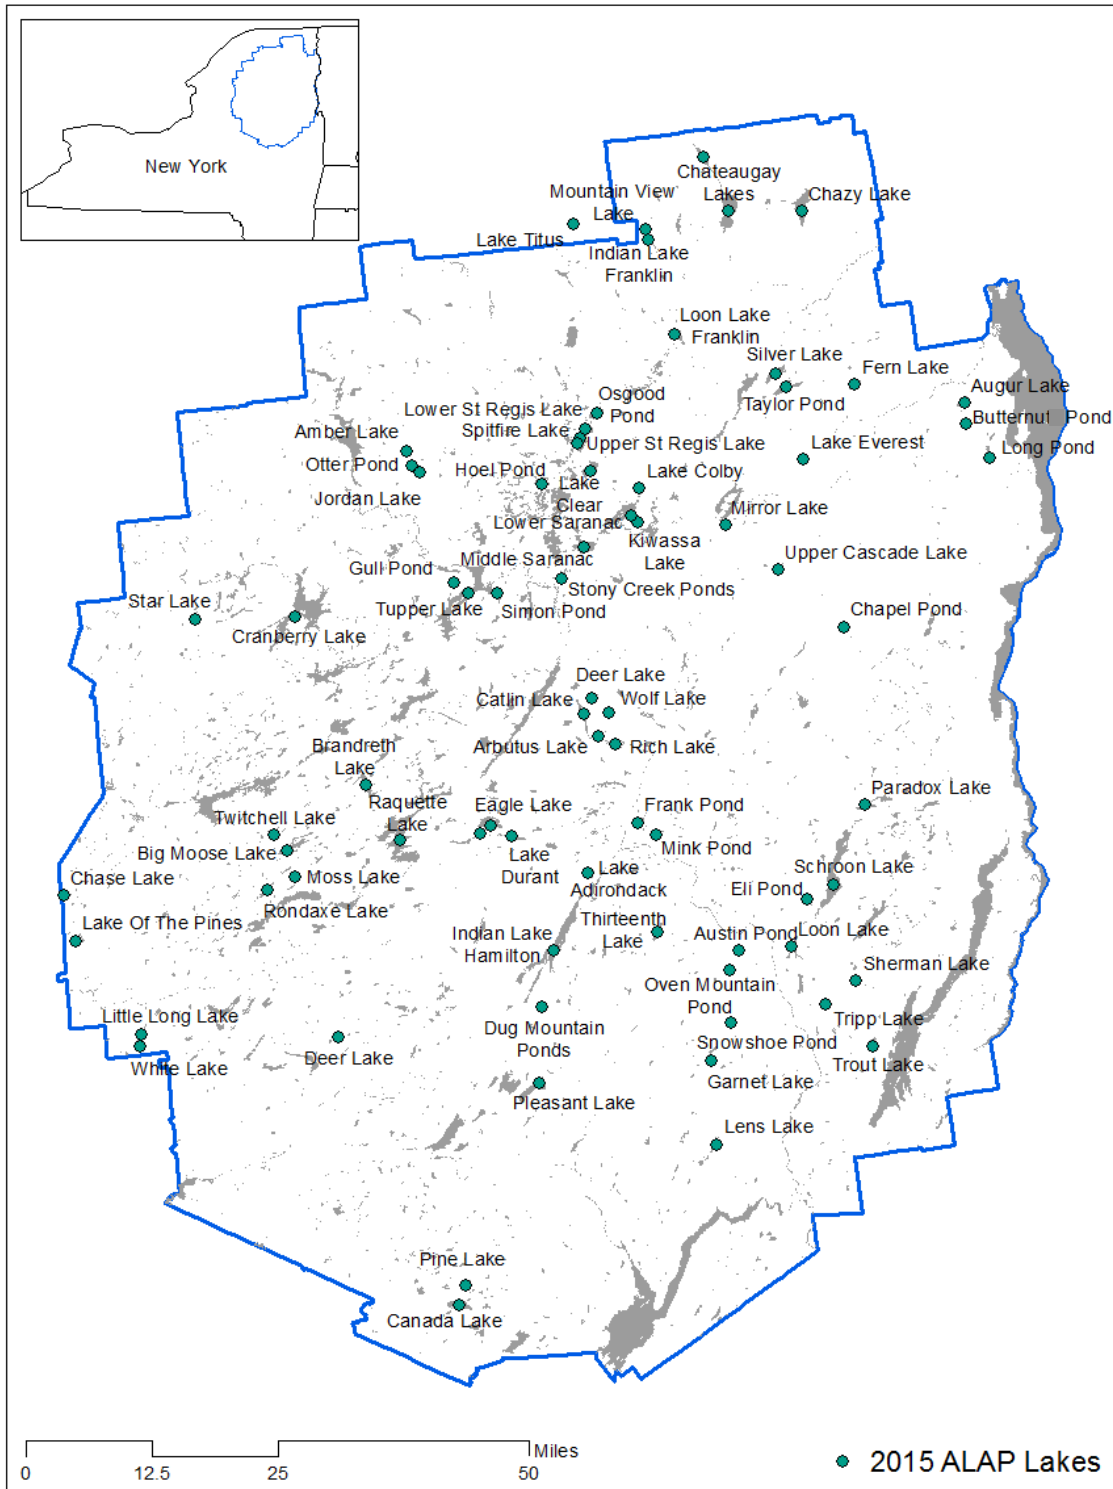 New York
Chateaugay
Lakes
Chazy Lake
Mountain View
Lake
Lake Titus
Indian Lake
Franklin
Loon Lake
Franklin
Silver Lake
Fern Lake
Taylor Pond
Augur Lake
Butternut Pond
Long Pond
Osgood
Pond
Lower St Regis Lake
Spitfire Lake
Upper St Regis Lake
Lake Everest
Amber Lake
Otter Pond
Jordan Lake
Hoel Pond
Lake
Clear
Lake Colby
Lower Saranac
Kiwassa
Lake
Mirror Lake
Middle Saranac
Upper Cascade Lake
Gull Pond
Stony Creek Ponds
Tupper Lake
Simon Pond
Star Lake
Cranberry Lake
Chapel Pond
Deer Lake
Catlin Lake
Wolf Lake
Arbutus Lake
Rich Lake
Brandreth
Lake
Raquette
Lake
Eagle Lake
Frank Pond
Paradox Lake
Twitchell Lake
Lake
Durant
Mink Pond
Big Moose Lake
Schroon Lake
Chase Lake
Moss Lake
Lake
Adirondack
Eli Pond
Rondaxe Lake
Lake Of The Pines
Thirteenth
Lake
Indian Lake
Hamilton
Austin Pond
Loon Lake
Sherman Lake
Oven Mountain
Pond
Little Long Lake
Tripp Lake
Dug Mountain
Ponds
Snowshoe Pond
White Lake
Deer Lake
Trout Lake
Garnet Lake
Pleasant Lake
Lens Lake
Pine Lake
Canada Lake
Miles
0 12.5 25 50
2015 ALAP Lakes